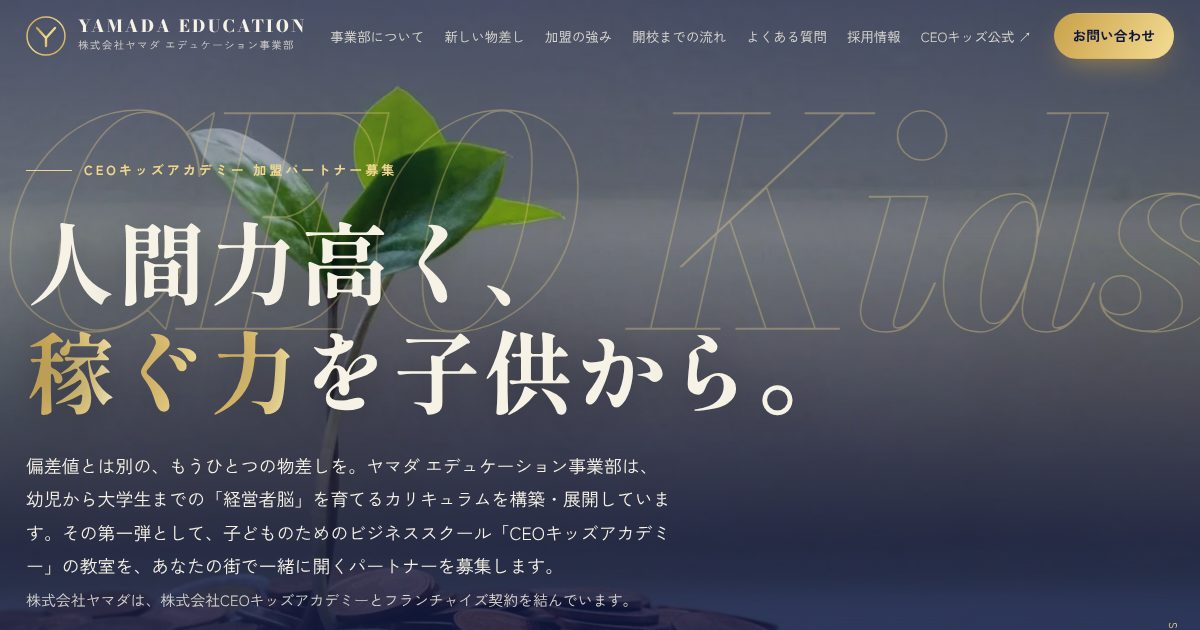 YAMADA EDUCATION
株式会社ヤマダ エデュケーション事業部
事業部について 新しい物差し 加盟の強み 開校までの流れ よくある質問 採用情報 CEOキッズ公式 ↗ お問い合わせ
CEO Kids
CEOキッズアカデミー 加盟パートナー募集
人間力高く、
稼ぐ力を子供から。
偏差値とは別の、もうひとつの物差しを。ヤマダ エデュケーション事業部は、
幼児から大学生までの「経営者脳」を育てるカリキュラムを構築・展開していま
す。その第一弾として、子どものためのビジネススクール「CEOキッズアカデミ
ー」の教室を、あなたの街で一緒に開くパートナーを募集します。
株式会社ヤマダは、株式会社CEOキッズアカデミーとフランチャイズ契約を結んでいます。